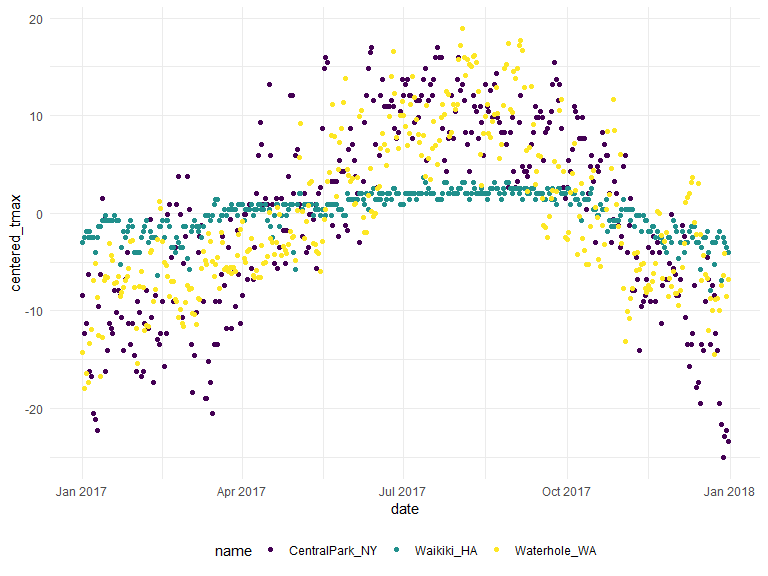 20
10
0
-10
-20
centered_tmax
Jan 2017
Apr 2017
Jul 2017
Oct 2017
Jan 2018
date
name
CentralPark_NY
Waikiki_HA
Waterhole_WA